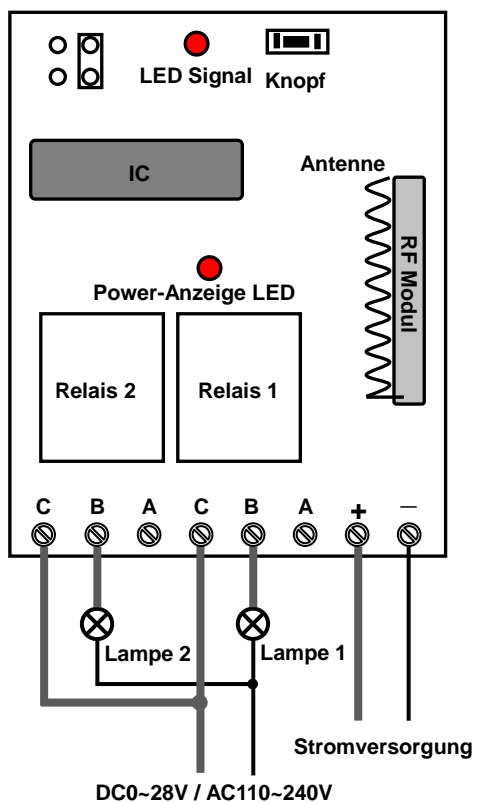 LED Signal
Knopf
IC
Antenne
RF Modul
Power-Anzeige LED
Relais 2
Relais 1
C B A C B A + −
Lampe 2
Lampe 1
Stromversorgung
DC0~28V / AC110~240V